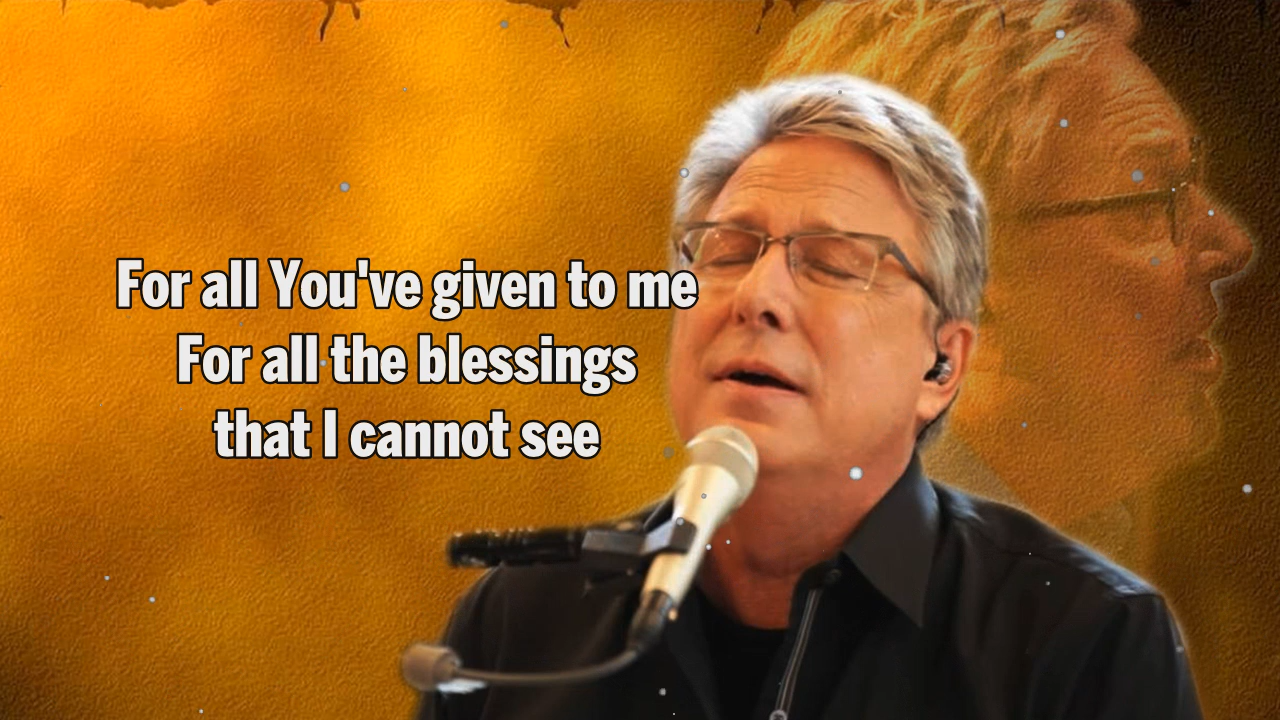 For all You've given to me
For all the blessings
that I cannot see